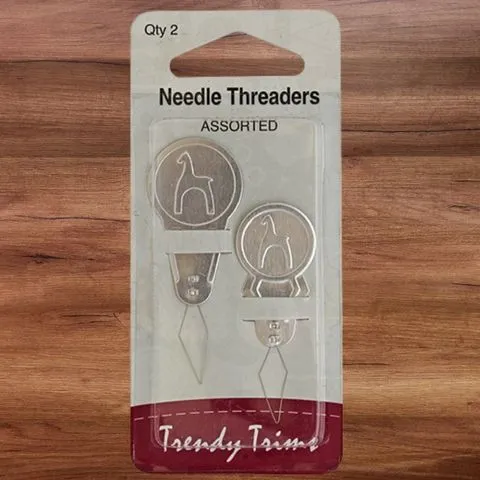 Qty 2
Needle Threaders
ASSORTED
Trendy Trims